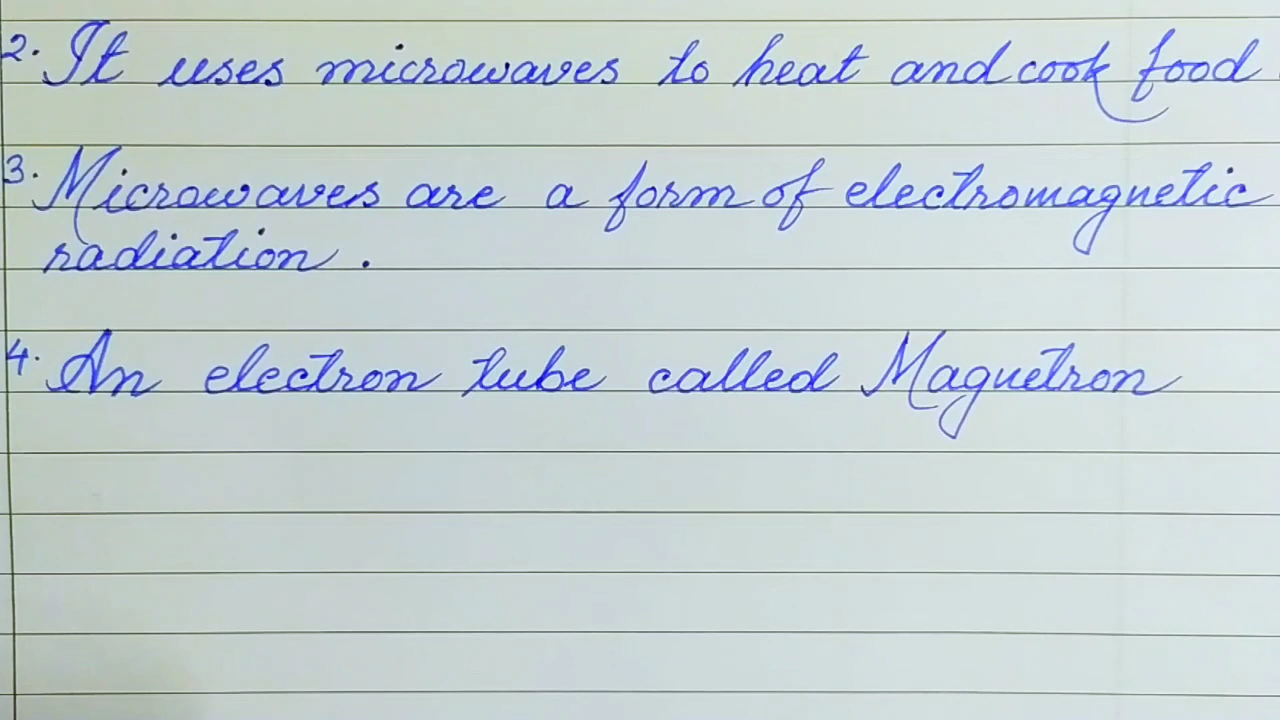 2. It uses microwaves to heat and cook food.
3. Microwaves are a form of electromagnetic
radiation.
4. An electron tube called Magnetron